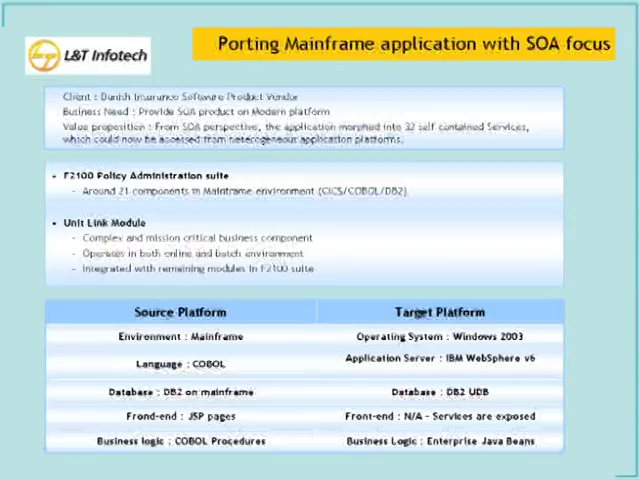 L&T Infotech
Porting Mainframe application with SOA focus
Client : Danish Insurance Software Product Vendor
Business Need : Provide SOA product on Modern platform
Value proposition : From SOA perspective, the application morphed into 32 self contained Services,
which could now be accessed from heterogeneous application platforms.
• F2100 Policy Administration suite
- Around 21 components in Mainframe environment (CICS/COBOL/DB2)
• Unit Link Module
- Complex and mission critical business component
- Operates in both online and batch environment
- Integrated with remaining modules in F2100 suite
Source Platform Target Platform
Environment : Mainframe Operating System : Windows 2003
Language : COBOL Application Server : IBM WebSphere v6
Database : DB2 on mainframe Database : DB2 UDB
Frond-end : JSP pages Front-end : N/A - Services are exposed
Business logic : COBOL Procedures Business Logic : Enterprise Java Beans